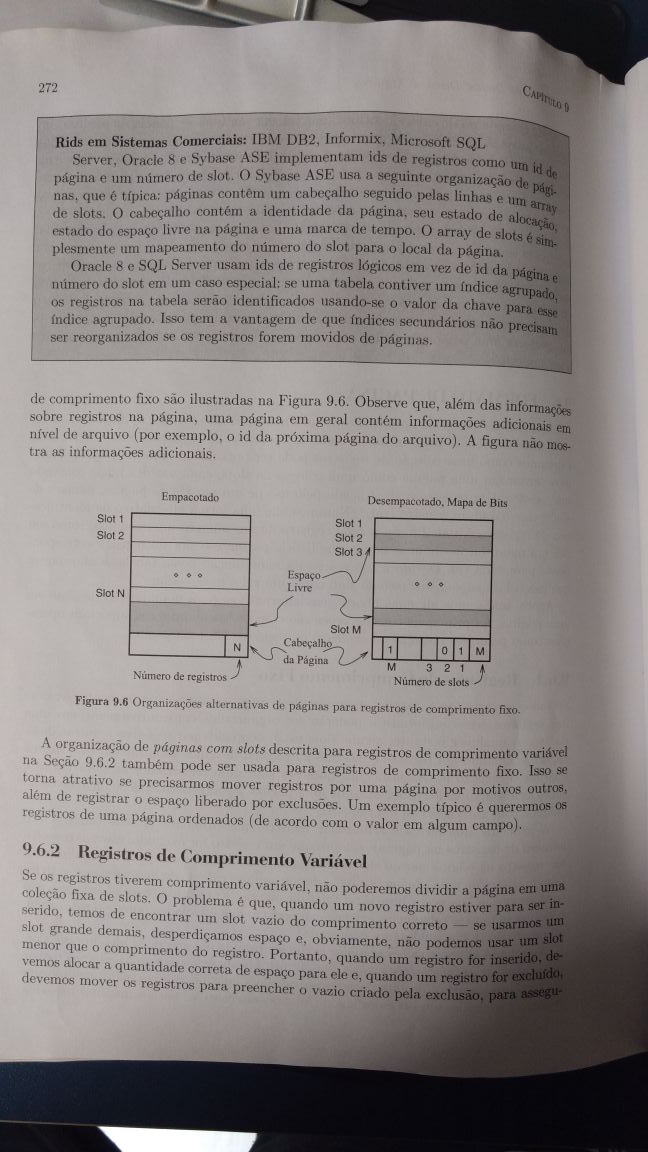 272
CAPÍTULO 9
Rids em Sistemas Comerciais: IBM DB2, Informix, Microsoft SQL
Server, Oracle 8 e Sybase ASE implementam ids de registros como um id de
página e um número de slot. O Sybase ASE usa a seguinte organização de pági-
nas, que é típica: páginas contêm um cabeçalho seguido pelas linhas e um array
de slots. O cabeçalho contém a identidade da página, seu estado de alocação,
estado do espaço livre na página e uma marca de tempo. O array de slots é sim-
plesmente um mapeamento do número do slot para o local da página.
Oracle 8 e SQL Server usam ids de registros lógicos em vez de id da página e
número do slot em um caso especial: se uma tabela contiver um índice agrupado,
os registros na tabela serão identificados usando-se o valor da chave para esse
índice agrupado. Isso tem a vantagem de que índices secundários não precisam
ser reorganizados se os registros forem movidos de páginas.
de comprimento fixo são ilustradas na Figura 9.6. Observe que, além das informações
sobre registros na página, uma página em geral contém informações adicionais em
nível de arquivo (por exemplo, o id da próxima página do arquivo). A figura não mos-
tra as informações adicionais.
Empacotado
Desempacotado, Mapa de Bits
Slot 1
Slot 2
Slot N
N
Número de registros
Espaço
Livre
Cabeçalho
da Página
Slot 1
Slot 2
Slot 3
Slot M
1 0 1 M
M 3 2 1
Número de slots
Figura 9.6 Organizações alternativas de páginas para registros de comprimento fixo.
A organização de páginas com slots descrita para registros de comprimento variável
na Seção 9.6.2 também pode ser usada para registros de comprimento fixo. Isso se
torna atrativo se precisarmos mover registros por uma página por motivos outros,
além de registrar o espaço liberado por exclusões. Um exemplo típico é querermos os
registros de uma página ordenados (de acordo com o valor em algum campo).
9.6.2 Registros de Comprimento Variável
Se os registros tiverem comprimento variável, não poderemos dividir a página em uma
coleção fixa de slots. O problema é que, quando um novo registro estiver para ser in-
serido, temos de encontrar um slot vazio do comprimento correto — se usarmos um
slot grande demais, desperdiçamos espaço e, obviamente, não podemos usar um slot
menor que o comprimento do registro. Portanto, quando um registro for inserido, de-
vemos alocar a quantidade correta de espaço para ele e, quando um registro for excluído,
devemos mover os registros para preencher o vazio criado pela exclusão, para assegu-